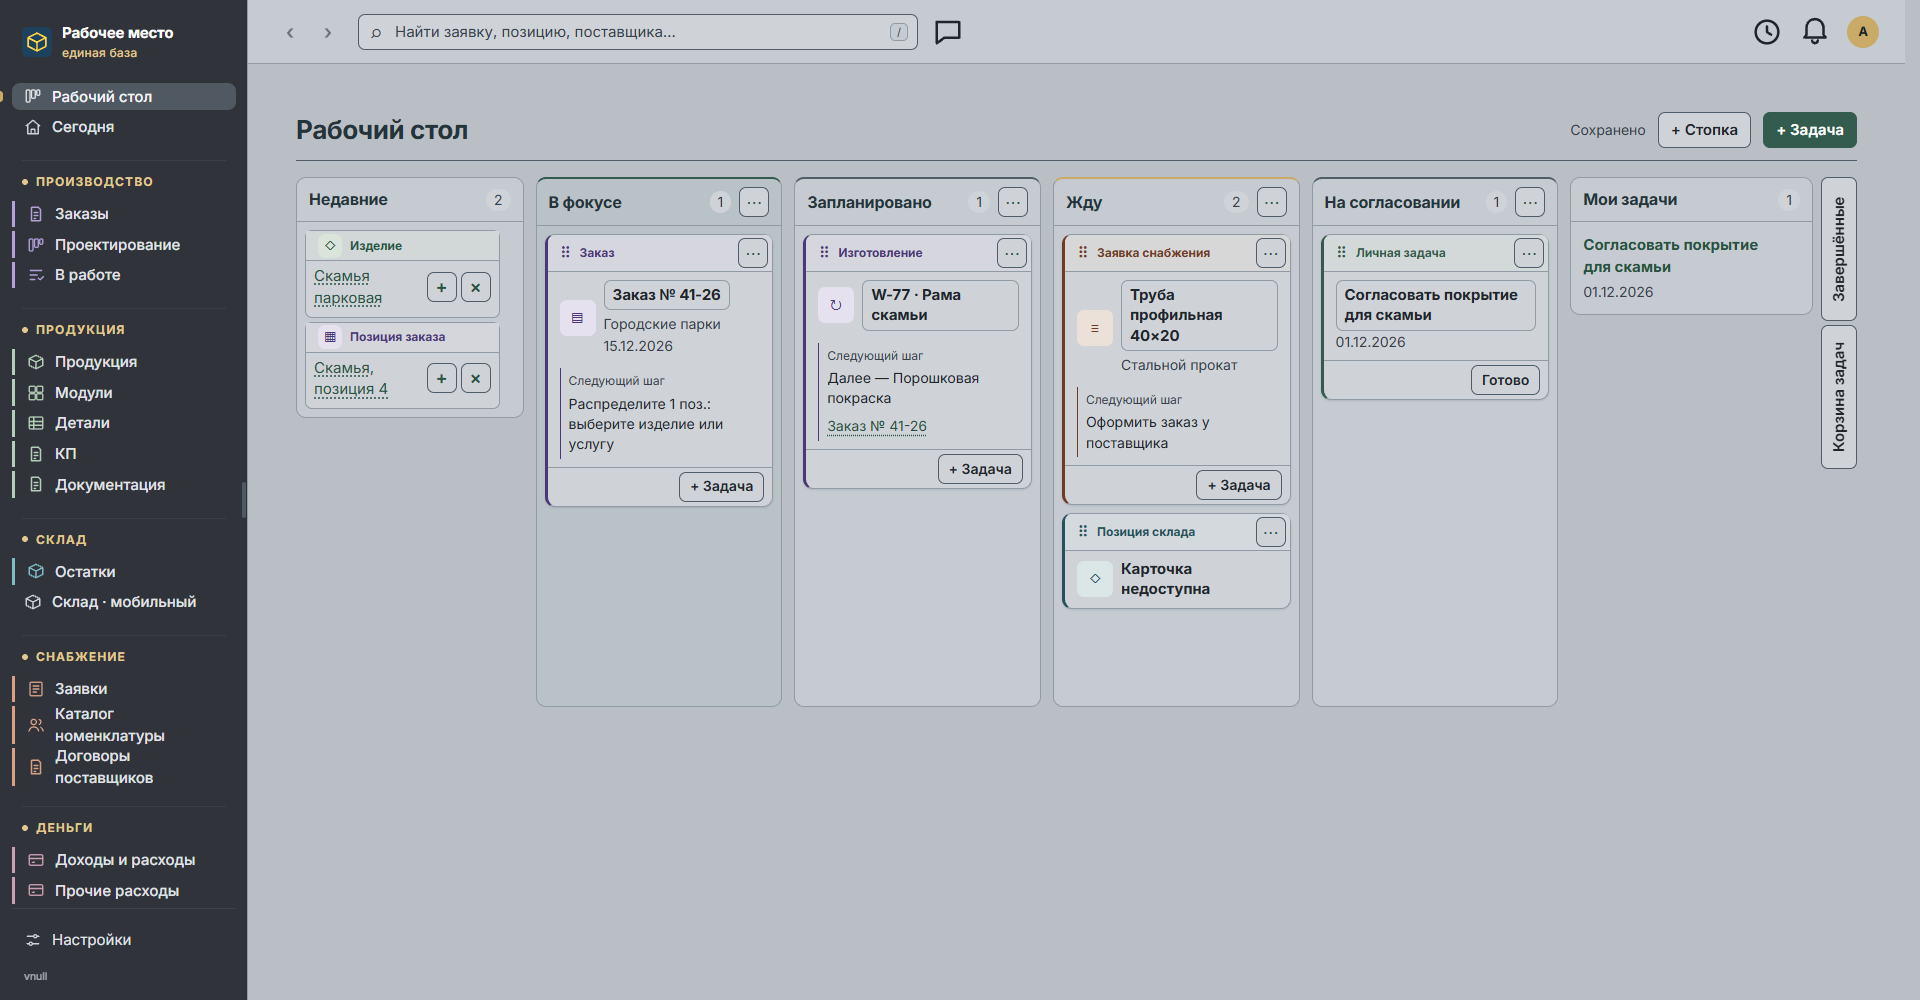 Рабочее место
единая база
Рабочий стол
Сегодня
ПРОИЗВОДСТВО
Заказы
Проектирование
В работе
ПРОДУКЦИЯ
Продукция
Модули
Детали
КП
Документация
СКЛАД
Остатки
Склад · мобильный
СНАБЖЕНИЕ
Заявки
Каталог
номенклатуры
Договоры
поставщиков
ДЕНЬГИ
Доходы и расходы
Прочие расходы
Настройки
vnull
Найти заявку, позицию, поставщика...
/
А
Рабочий стол
Сохранено
+ Стопка
+ Задача
Недавние
2
Изделие
Скамья
парковая
Позиция заказа
Скамья,
позиция 4
В фокусе
1
Заказ
Заказ № 41-26
Городские парки
15.12.2026
Следующий шаг
Распределите 1 поз.:
выберите изделие или
услугу
+ Задача
Запланировано
1
Изготовление
W-77 · Рама
скамьи
Следующий шаг
Далее — Порошковая
покраска
Заказ № 41-26
+ Задача
Жду
2
Заявка снабжения
Труба
профильная
40×20
Стальной прокат
Следующий шаг
Оформить заказ у
поставщика
+ Задача
Позиция склада
Карточка
недоступна
На согласовании
1
Личная задача
Согласовать покрытие
для скамьи
01.12.2026
Готово
Мои задачи
1
Согласовать покрытие
для скамьи
01.12.2026
Завершённые
Корзина задач